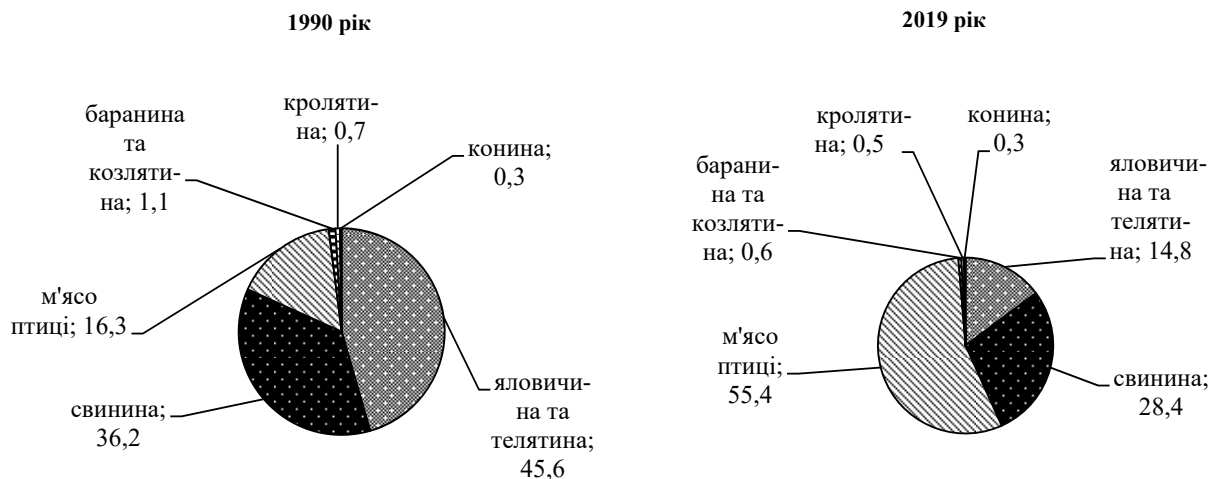 1990 рік
баранина
та
козляти-
на; 1,1
кроляти-
на; 0,7
конина;
0,3
м'ясо
птиці; 16,3
свинина;
36,2
яловичи-
на та
телятина;
45,6
2019 рік
кроляти-
на; 0,5
конина;
0,3
барани-
на та
козляти-
на; 0,6
яловичи-
на та
теляти-
на; 14,8
м'ясо
птиці;
55,4
свинина;
28,4